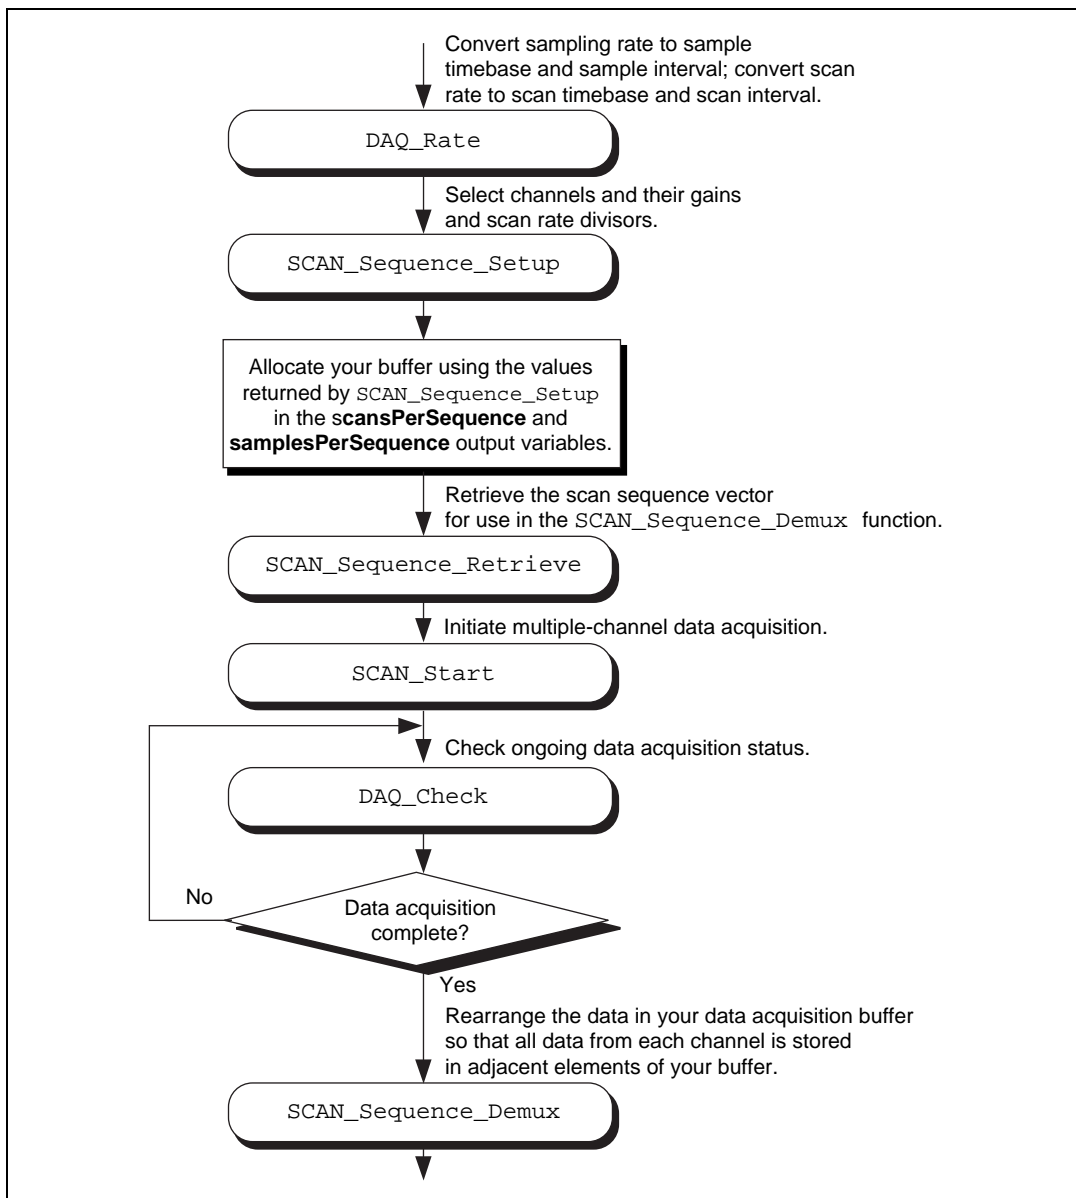 Convert sampling rate to sample
timebase and sample interval; convert scan
rate to scan timebase and scan interval.
DAQ_Rate
Select channels and their gains
and scan rate divisors.
SCAN_Sequence_Setup
Allocate your buffer using the values
returned by SCAN_Sequence_Setup
in the scansPerSequence and
samplesPerSequence output variables.
Retrieve the scan sequence vector
for use in the SCAN_Sequence_Demux function.
SCAN_Sequence_Retrieve
Initiate multiple-channel data acquisition.
SCAN_Start
Check ongoing data acquisition status.
DAQ_Check
No
Data acquisition
complete?
Yes
Rearrange the data in your data acquisition buffer
so that all data from each channel is stored
in adjacent elements of your buffer.
SCAN_Sequence_Demux